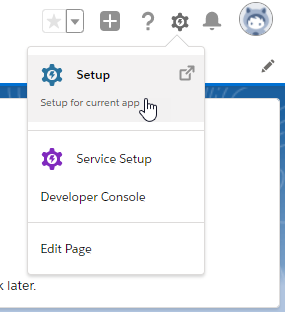 Setup
Setup for current app
Service Setup
Developer Console
Edit Page
later.